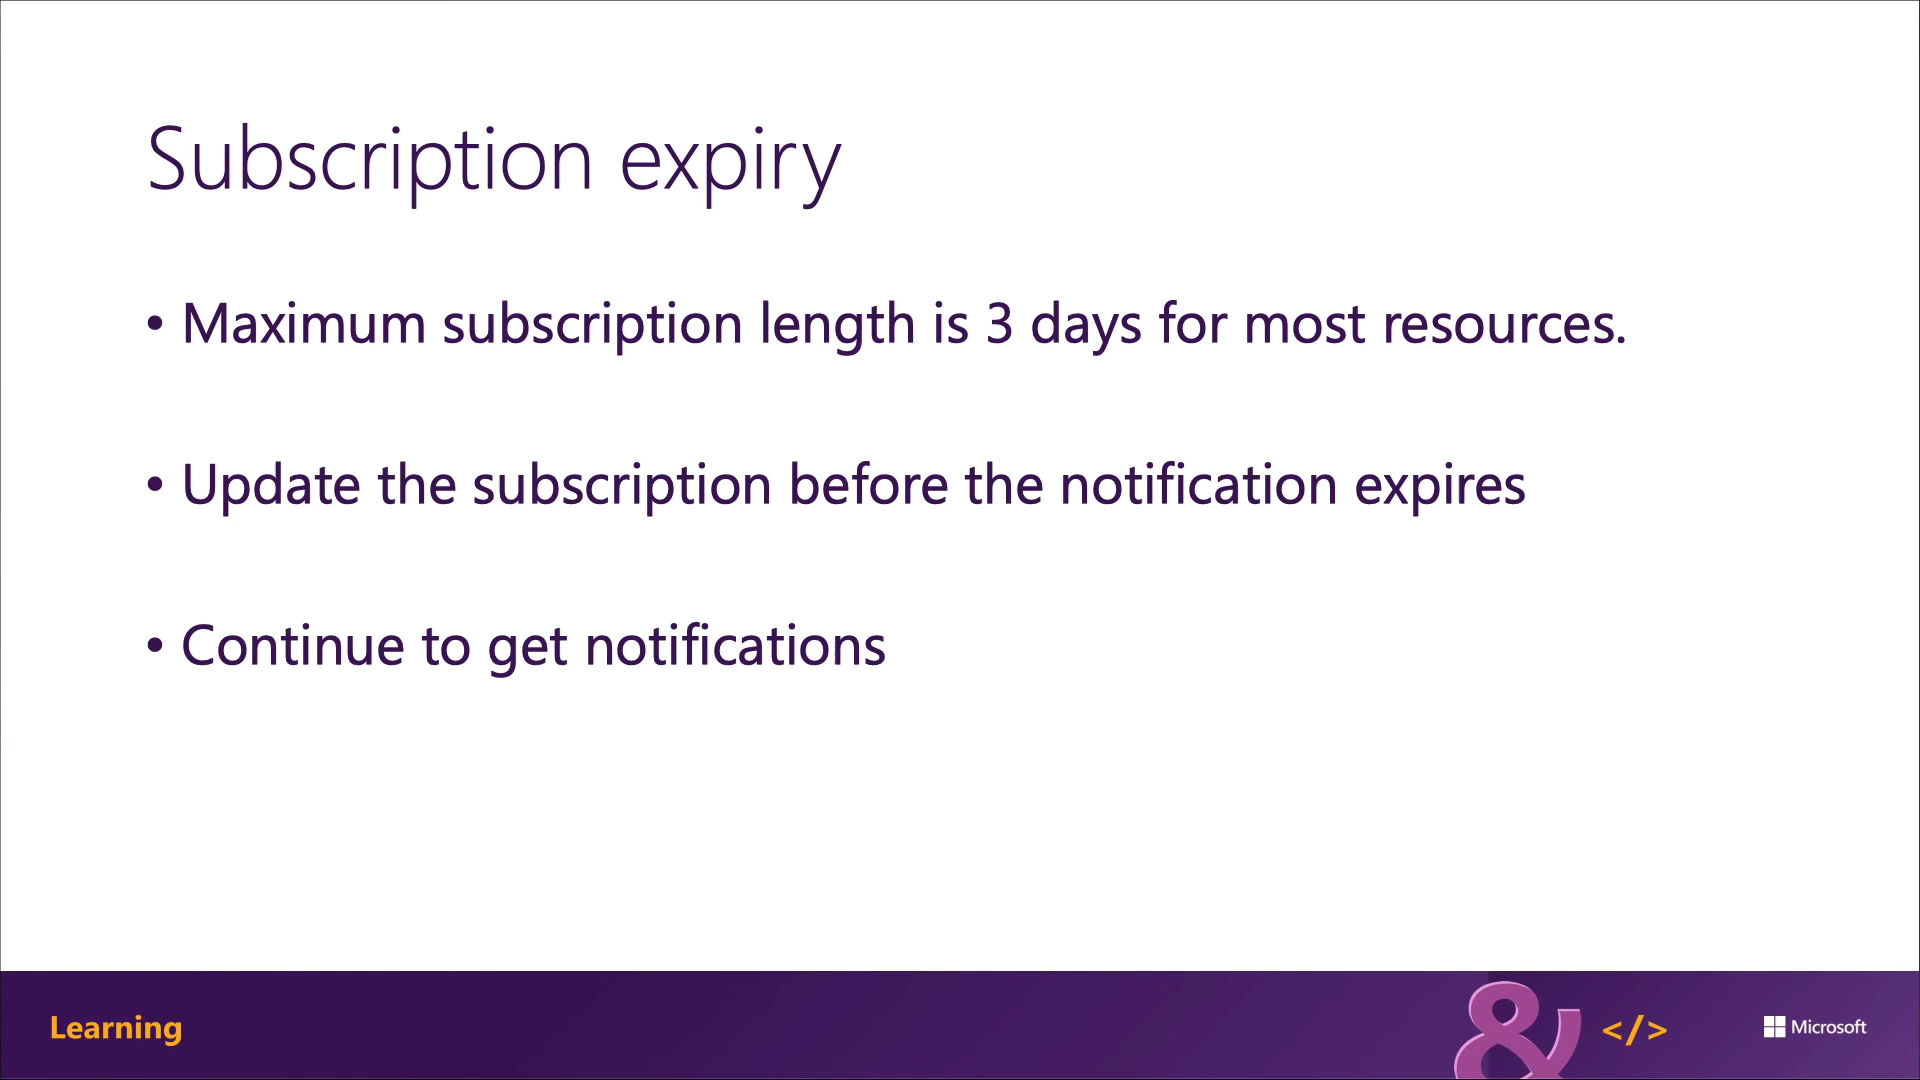 Subscription expiry
• Maximum subscription length is 3 days for most resources.
• Update the subscription before the notification expires
• Continue to get notifications
Learning
& </>
Microsoft